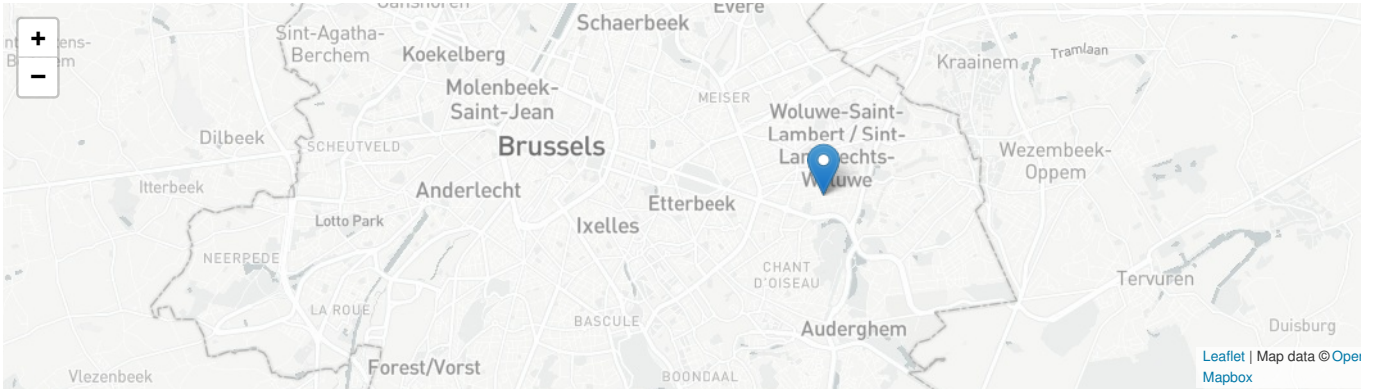 Ganshoren
Evere
Schaerbeek
+
−
Sint-Agatha-
Berchem
Koekelberg
Tramlaan
Kraainem
Molenbeek-
Saint-Jean
MEISER
Woluwe-Saint-
Lambert / Sint-
Dilbeek
SCHEUTVELD
Brussels
Wezembeek-
Oppem
Itterbeek
Anderlecht
Etterbeek
Lotto Park
Ixelles
NEERPEDE
CHANT
D'OISEAU
Tervuren
LA ROUE
BASCULE
Auderghem
Duisburg
Forest/Vorst
Vlezenbeek
BOONDAAL
Leaflet | Map data © Open
Mapbox